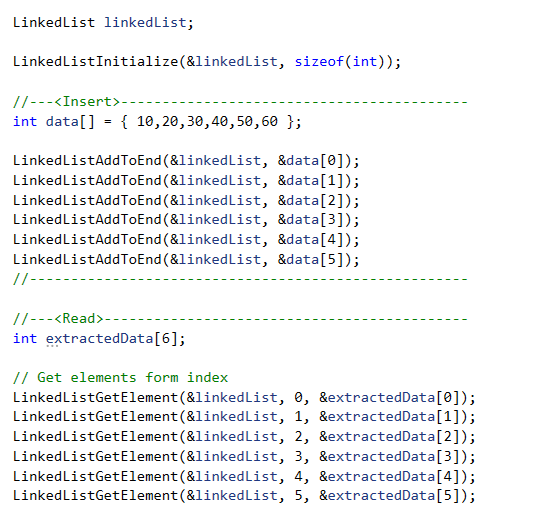 LinkedList linkedList;
LinkedListInitialize(&linkedList, sizeof(int));
//---<Insert>-------------------------------------------
int data[] = { 10,20,30,40,50,60 };
LinkedListAddToEnd(&linkedList, &data[0]);
LinkedListAddToEnd(&linkedList, &data[1]);
LinkedListAddToEnd(&linkedList, &data[2]);
LinkedListAddToEnd(&linkedList, &data[3]);
LinkedListAddToEnd(&linkedList, &data[4]);
LinkedListAddToEnd(&linkedList, &data[5]);
//------------------------------------------------------
//---<Read>---------------------------------------------
int extractedData[6];
// Get elements form index
LinkedListGetElement(&linkedList, 0, &extractedData[0]);
LinkedListGetElement(&linkedList, 1, &extractedData[1]);
LinkedListGetElement(&linkedList, 2, &extractedData[2]);
LinkedListGetElement(&linkedList, 3, &extractedData[3]);
LinkedListGetElement(&linkedList, 4, &extractedData[4]);
LinkedListGetElement(&linkedList, 5, &extractedData[5]);